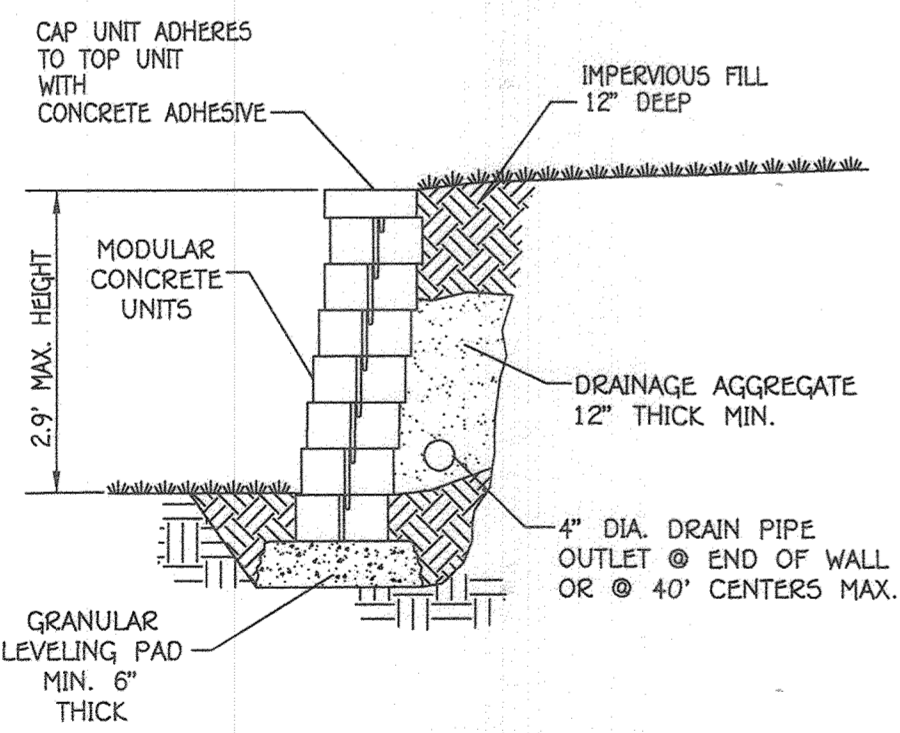 CAP UNIT ADHERES
TO TOP UNIT
WITH
CONCRETE ADHESIVE
IMPERVIOUS FILL
12" DEEP
MODULAR
CONCRETE
UNITS
2.9' MAX. HEIGHT
DRAINAGE AGGREGATE
12" THICK MIN.
4" DIA. DRAIN PIPE
OUTLET @ END OF WALL
OR @ 40' CENTERS MAX.
GRANULAR
LEVELING PAD
MIN. 6"
THICK